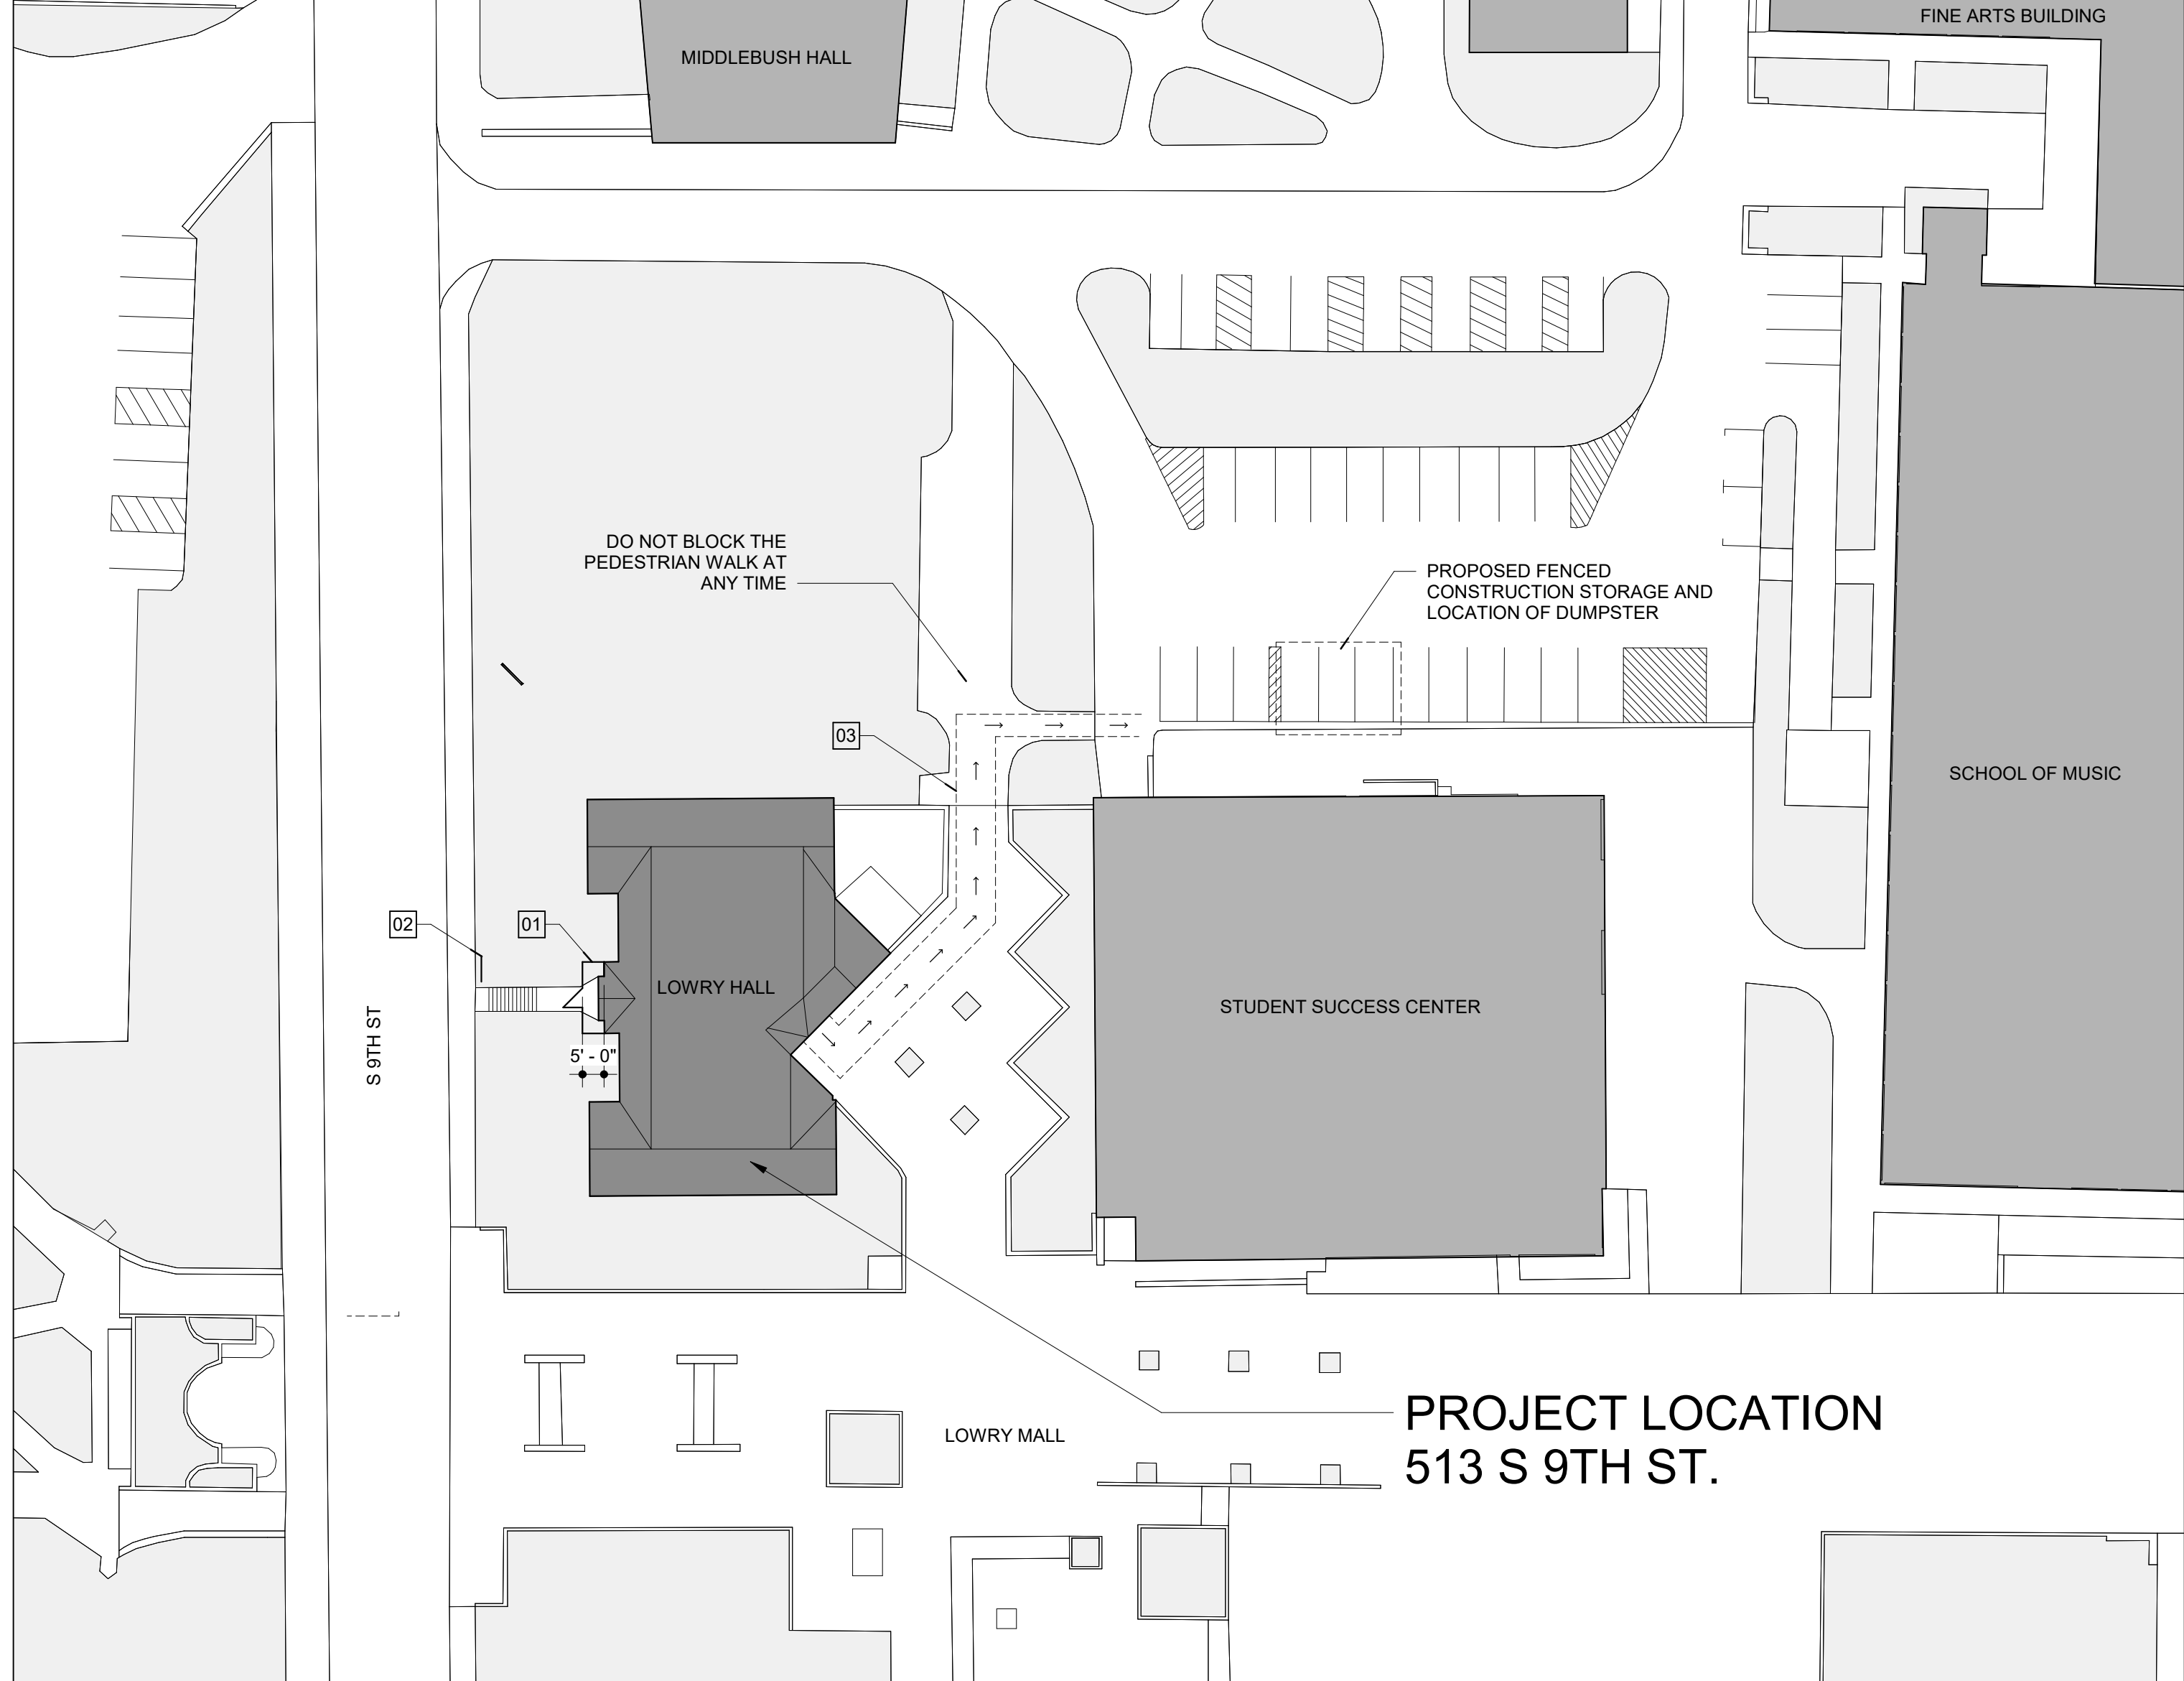 FINE ARTS BUILDING
MIDDLEBUSH HALL
DO NOT BLOCK THE
PEDESTRIAN WALK AT
ANY TIME
PROPOSED FENCED
CONSTRUCTION STORAGE AND
LOCATION OF DUMPSTER
03
SCHOOL OF MUSIC
02
01
LOWRY HALL
STUDENT SUCCESS CENTER
S 9TH ST
5' - 0"
PROJECT LOCATION
513 S 9TH ST.
LOWRY MALL